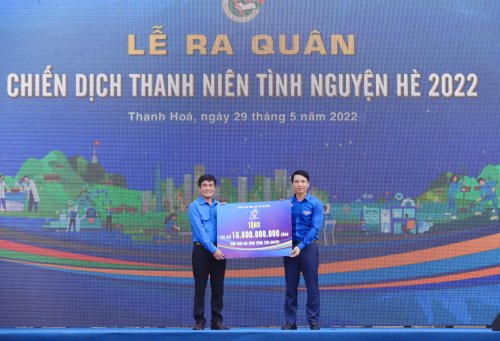 LỄ RA QUÂN
CHIẾN DỊCH THANH NIÊN TÌNH NGUYỆN HÈ 2022
Thanh Hoá, ngày 29 tháng 5 năm 2022
TẶNG
16.800.000.000 ĐỒNG